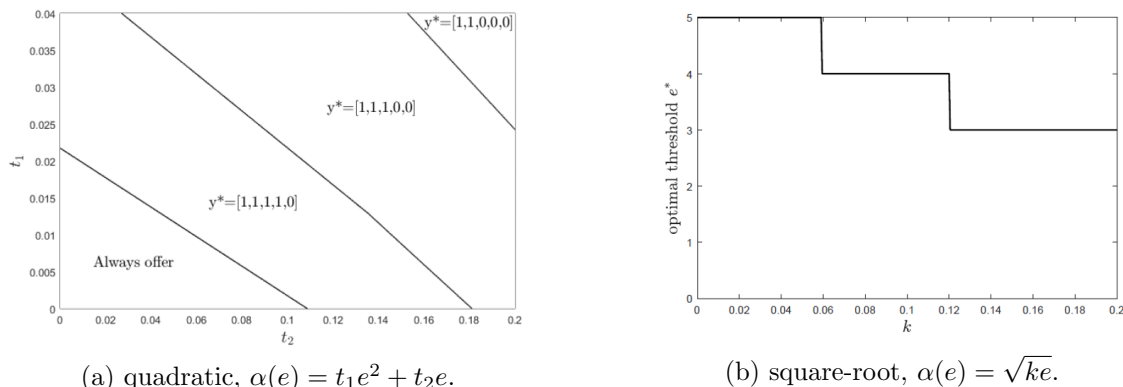 0.04
0.035
0.03
0.025
0.02
0.015
0.01
0.005
0
t₁
y*=[1,1,0,0,0]
y*=[1,1,1,0,0]
y*=[1,1,1,1,0]
Always offer
0 0.02 0.04 0.06 0.08 0.1 0.12 0.14 0.16 0.18 0.2
t₂
(a) quadratic, α(e) = t₁e² + t₂e.
5
4
3
2
1
0
optimal threshold e*
0 0.02 0.04 0.06 0.08 0.1 0.12 0.14 0.16 0.18 0.2
k
(b) square-root, α(e) = √ke.